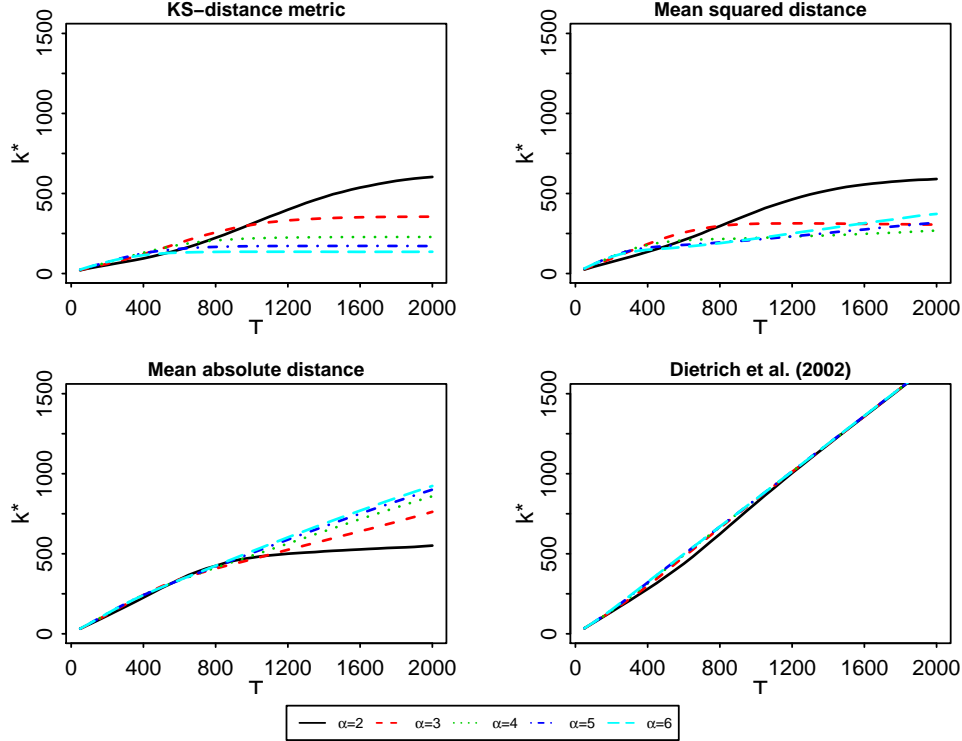 KS−distance metric
Mean squared distance
k*
0
500
1000
1500
0 400 800 1200 1600 2000
T
k*
0
500
1000
1500
0 400 800 1200 1600 2000
T
Mean absolute distance
Dietrich et al. (2002)
k*
0
500
1000
1500
0 400 800 1200 1600 2000
T
k*
0
500
1000
1500
0 400 800 1200 1600 2000
T
α=2 α=3 α=4 α=5 α=6